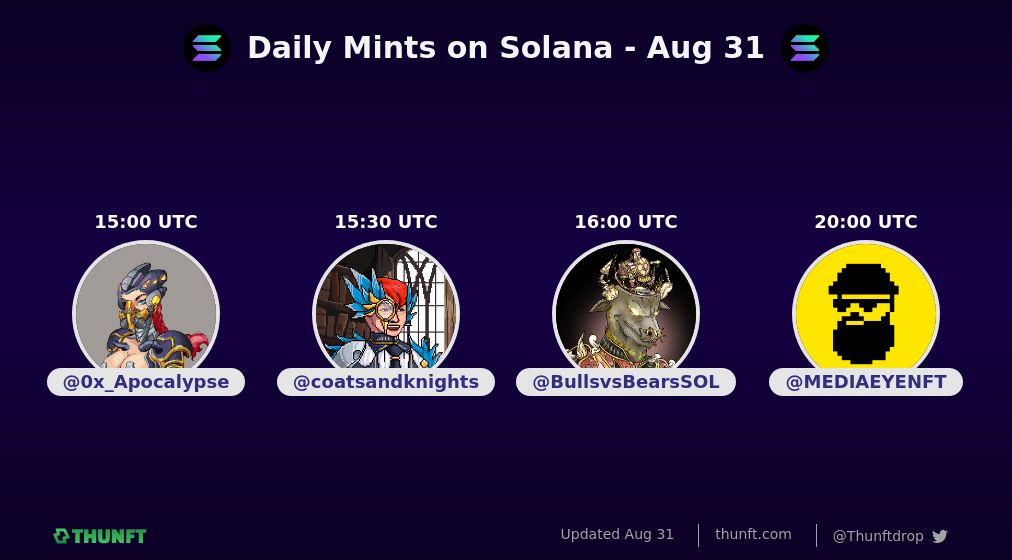 Daily Mints on Solana - Aug 31
15:00 UTC
@0x_Apocalypse
15:30 UTC
@coatsandknights
16:00 UTC
@BullsvsBearsSOL
20:00 UTC
@MEDIAEYENFT
THUNFT
Updated Aug 31
thunft.com
@Thunftdrop